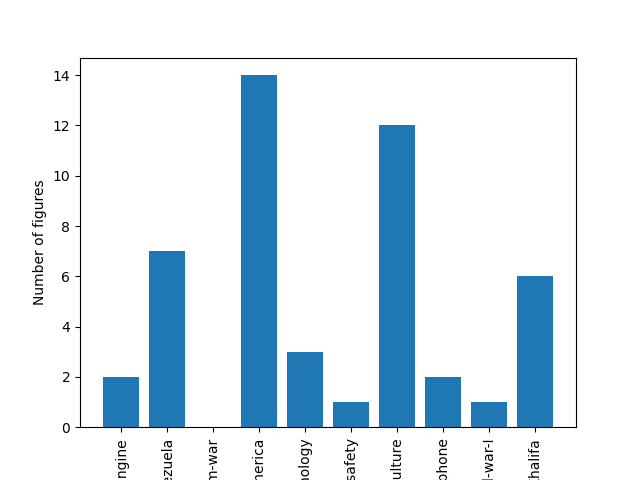 Number of figures
14
12
10
8
6
4
2
0
ngine
ezuela
m-war
nerica
nology
safety
ulture
phone
l-war-I
halifa